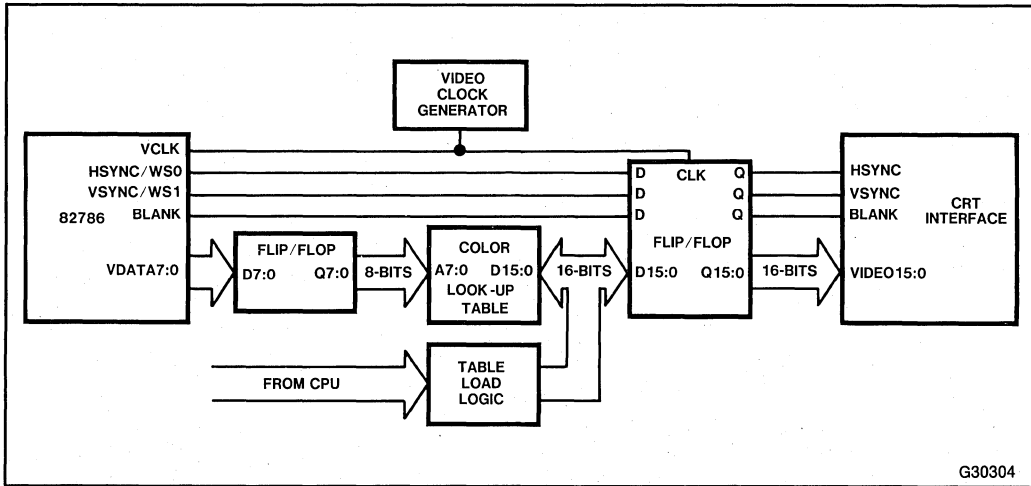 VIDEO
CLOCK
GENERATOR
VCLK
HSYNC/WS0
VSYNC/WS1
BLANK
82786
VDATA7:0
FLIP/FLOP
D7:0 Q7:0
8-BITS
COLOR
A7:0 D15:0
LOOK-UP
TABLE
16-BITS
D CLK Q
D Q
D Q
FLIP/FLOP
D15:0 Q15:0
16-BITS
HSYNC
VSYNC
BLANK
CRT
INTERFACE
VIDEO15:0
FROM CPU
TABLE
LOAD
LOGIC
G30304